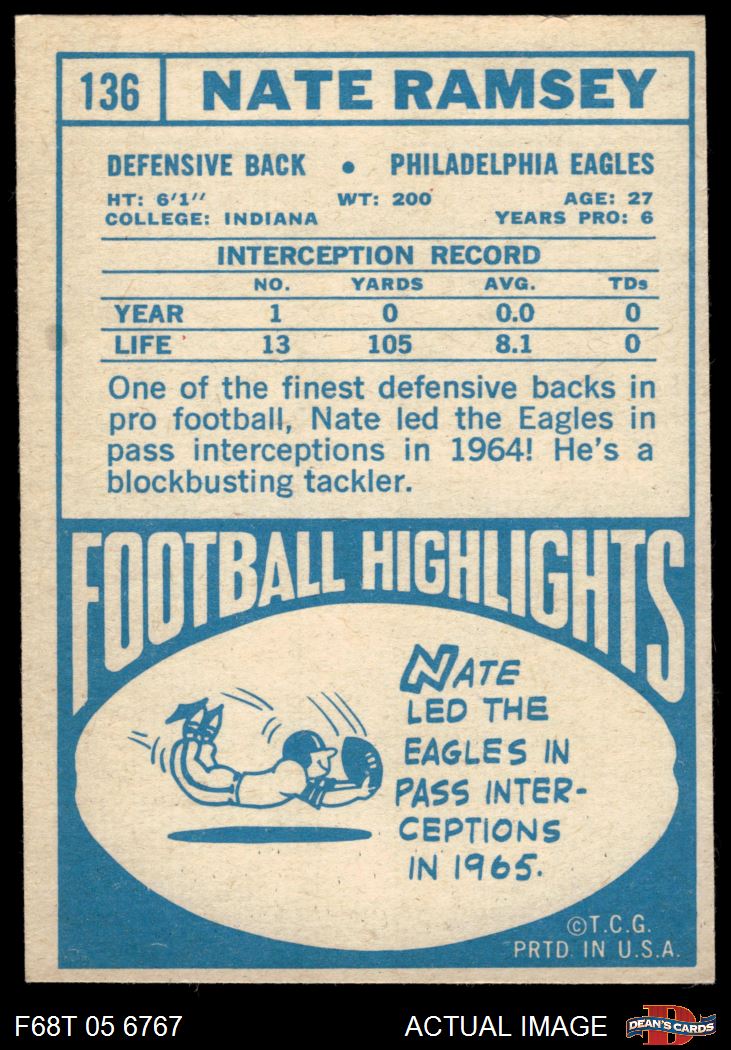 136 NATE RAMSEY
DEFENSIVE BACK • PHILADELPHIA EAGLES
HT: 6'1" WT: 200 AGE: 27
COLLEGE: INDIANA YEARS PRO: 6
INTERCEPTION RECORD
NO. YARDS AVG. TDs
YEAR 1 0 0.0 0
LIFE 13 105 8.1 0
One of the finest defensive backs in
pro football, Nate led the Eagles in
pass interceptions in 1964! He's a
blockbusting tackler.
FOOTBALL HIGHLIGHTS
NATE
LED THE
EAGLES IN
PASS INTER-
CEPTIONS
IN 1965.
©T.C.G.
PRTD. IN U.S.A.
F68T 05 6767 ACTUAL IMAGE D DEAN'S CARDS